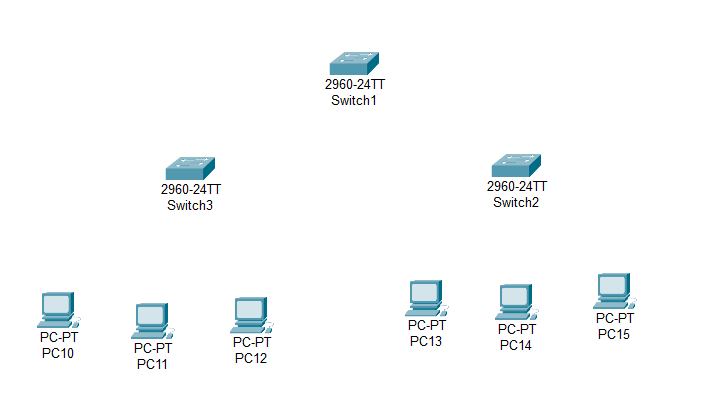 2960-24TT
Switch1
2960-24TT
Switch3
2960-24TT
Switch2
PC-PT
PC10
PC-PT
PC11
PC-PT
PC12
PC-PT
PC13
PC-PT
PC14
PC-PT
PC15